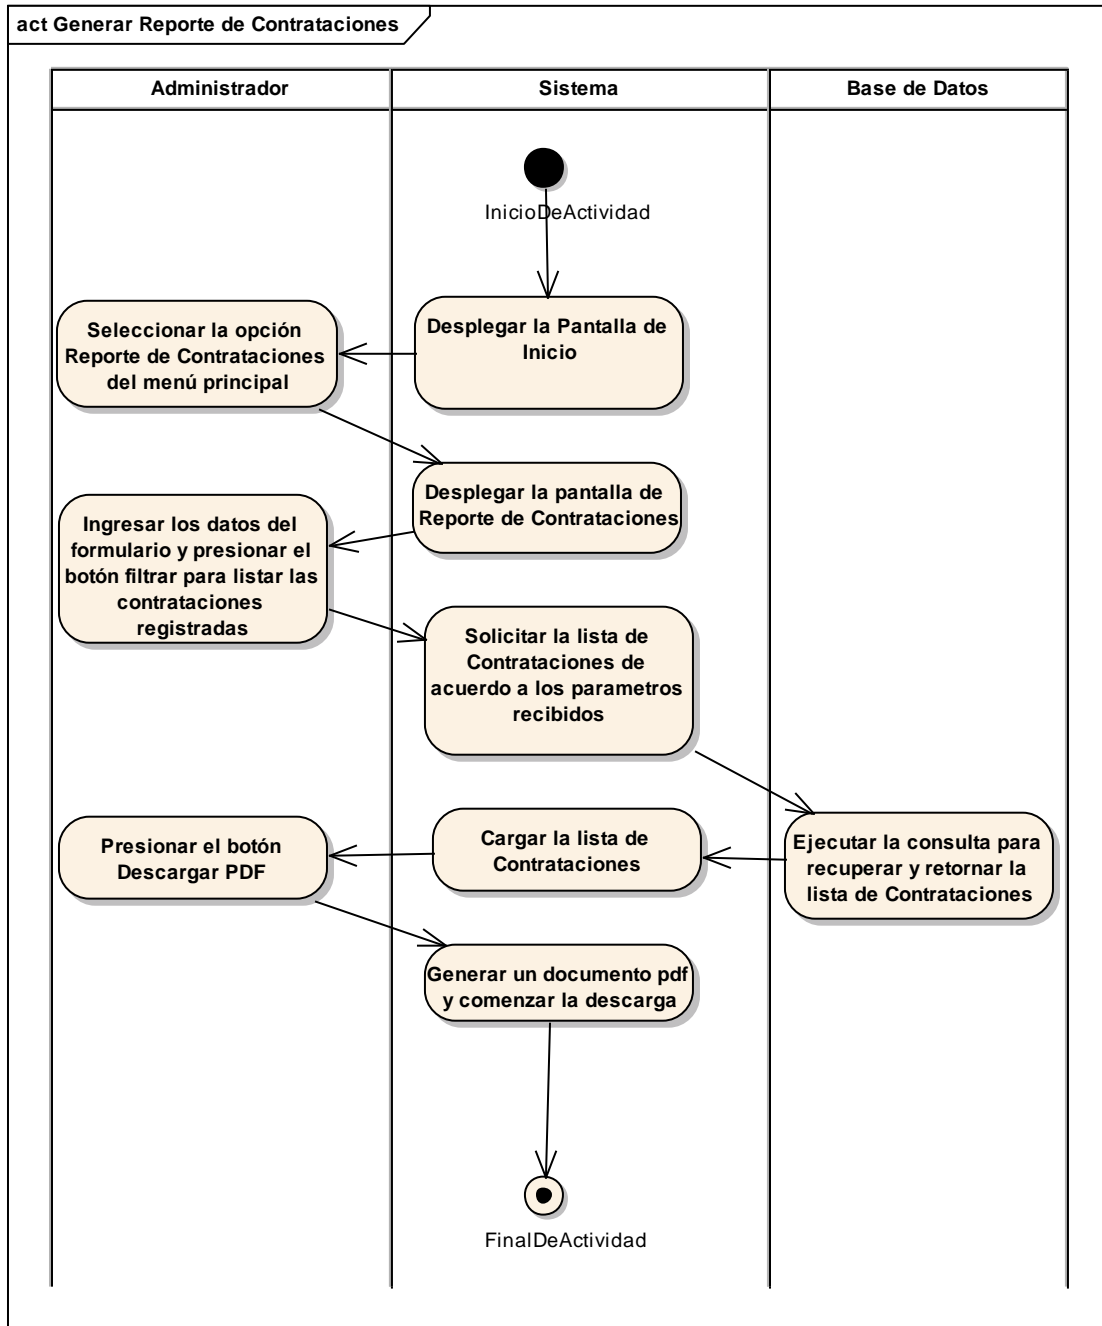 act Generar Reporte de Contrataciones
Administrador
Sistema
Base de Datos
InicioDeActividad
Desplegar la Pantalla de
Inicio
Seleccionar la opción
Reporte de Contrataciones
del menú principal
Desplegar la pantalla de
Reporte de Contrataciones
Ingresar los datos del
formulario y presionar el
botón filtrar para listar las
contrataciones
registradas
Solicitar la lista de
Contrataciones de
acuerdo a los parametros
recibidos
Ejecutar la consulta para
recuperar y retornar la
lista de Contrataciones
Cargar la lista de
Contrataciones
Presionar el botón
Descargar PDF
Generar un documento pdf
y comenzar la descarga
FinalDeActividad